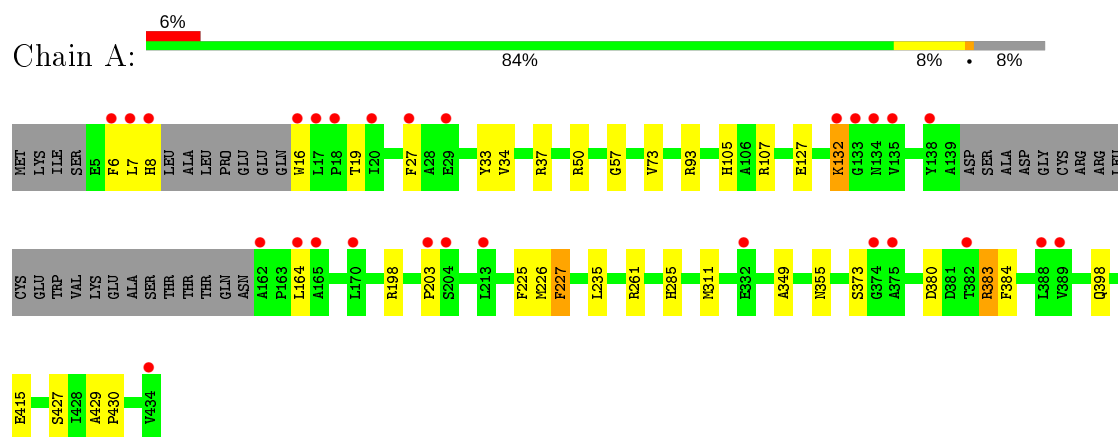 6%
Chain A:
84% 8% • 8%
MET LYS ILE SER E5 F6 L7 H8 LEU ALA LEU PRO GLU GLU GLN W16 L17 P18 T19 I20 F27 A28 E29 Y33 V34 R37 R50 G57 V73 R93 H105 A106 R107 E127 K132 G133 N134 V135 Y138 A139 ASP SER ALA ASP GLY CYS ARG ARG LEU
CYS GLU TRP VAL LYS GLU ALA SER THR THR THR GLN ASN A162 P163 L164 A165 L170 R198 P203 S204 L213 F225 M226 F227 L235 R261 H285 M311 E332 A349 N355 S373 G374 A375 D380 D381 T382 R383 F384 L388 V389 Q398
E415 S427 I428 A429 P430 V434